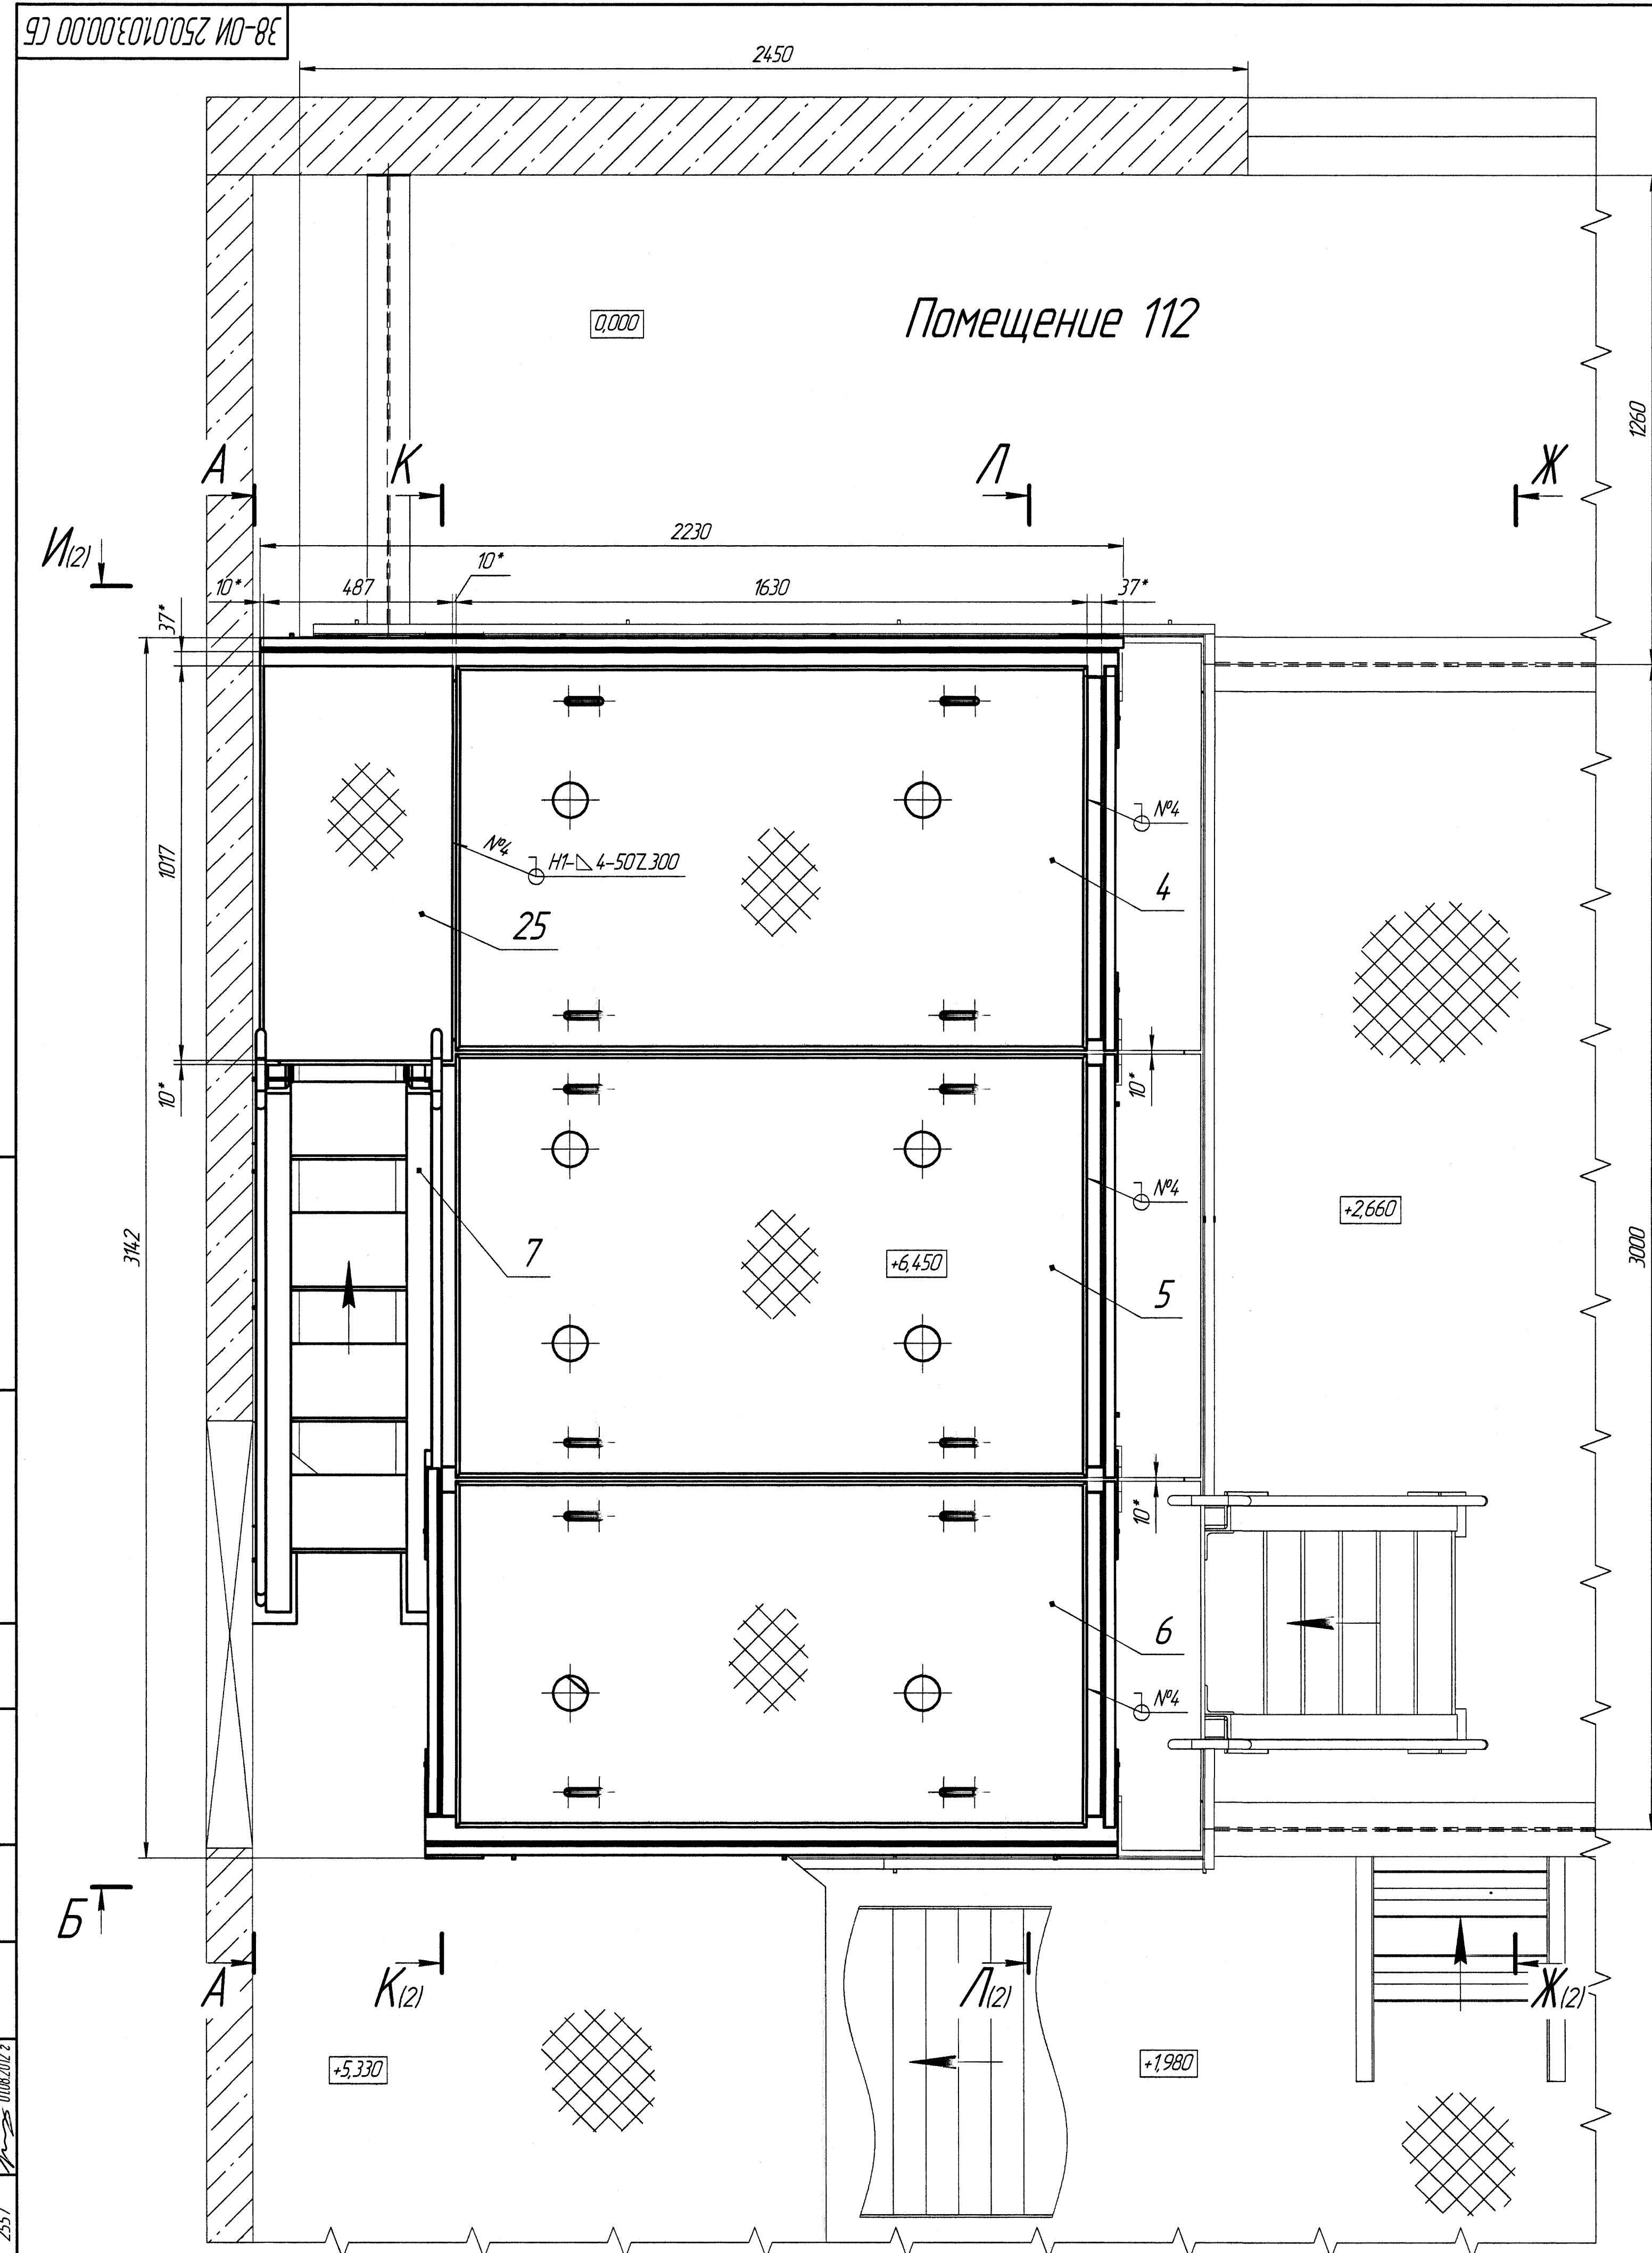 38-ОИ 250.01.03.00.00 СБ
2450
Помещение 112
0,000
1260
А
К
Л
Ж
И(2)
2230
10*
487
10*
1630
37*
37*
№4
1017
№4
Н1-⊿4-50Z300
4
25
10*
10*
№4
+2,660
3142
7
+6,450
5
3000
10*
6
№4
Б
А
К(2)
Л(2)
Ж(2)
+5,330
+1,980
01.08.2012 г
2557